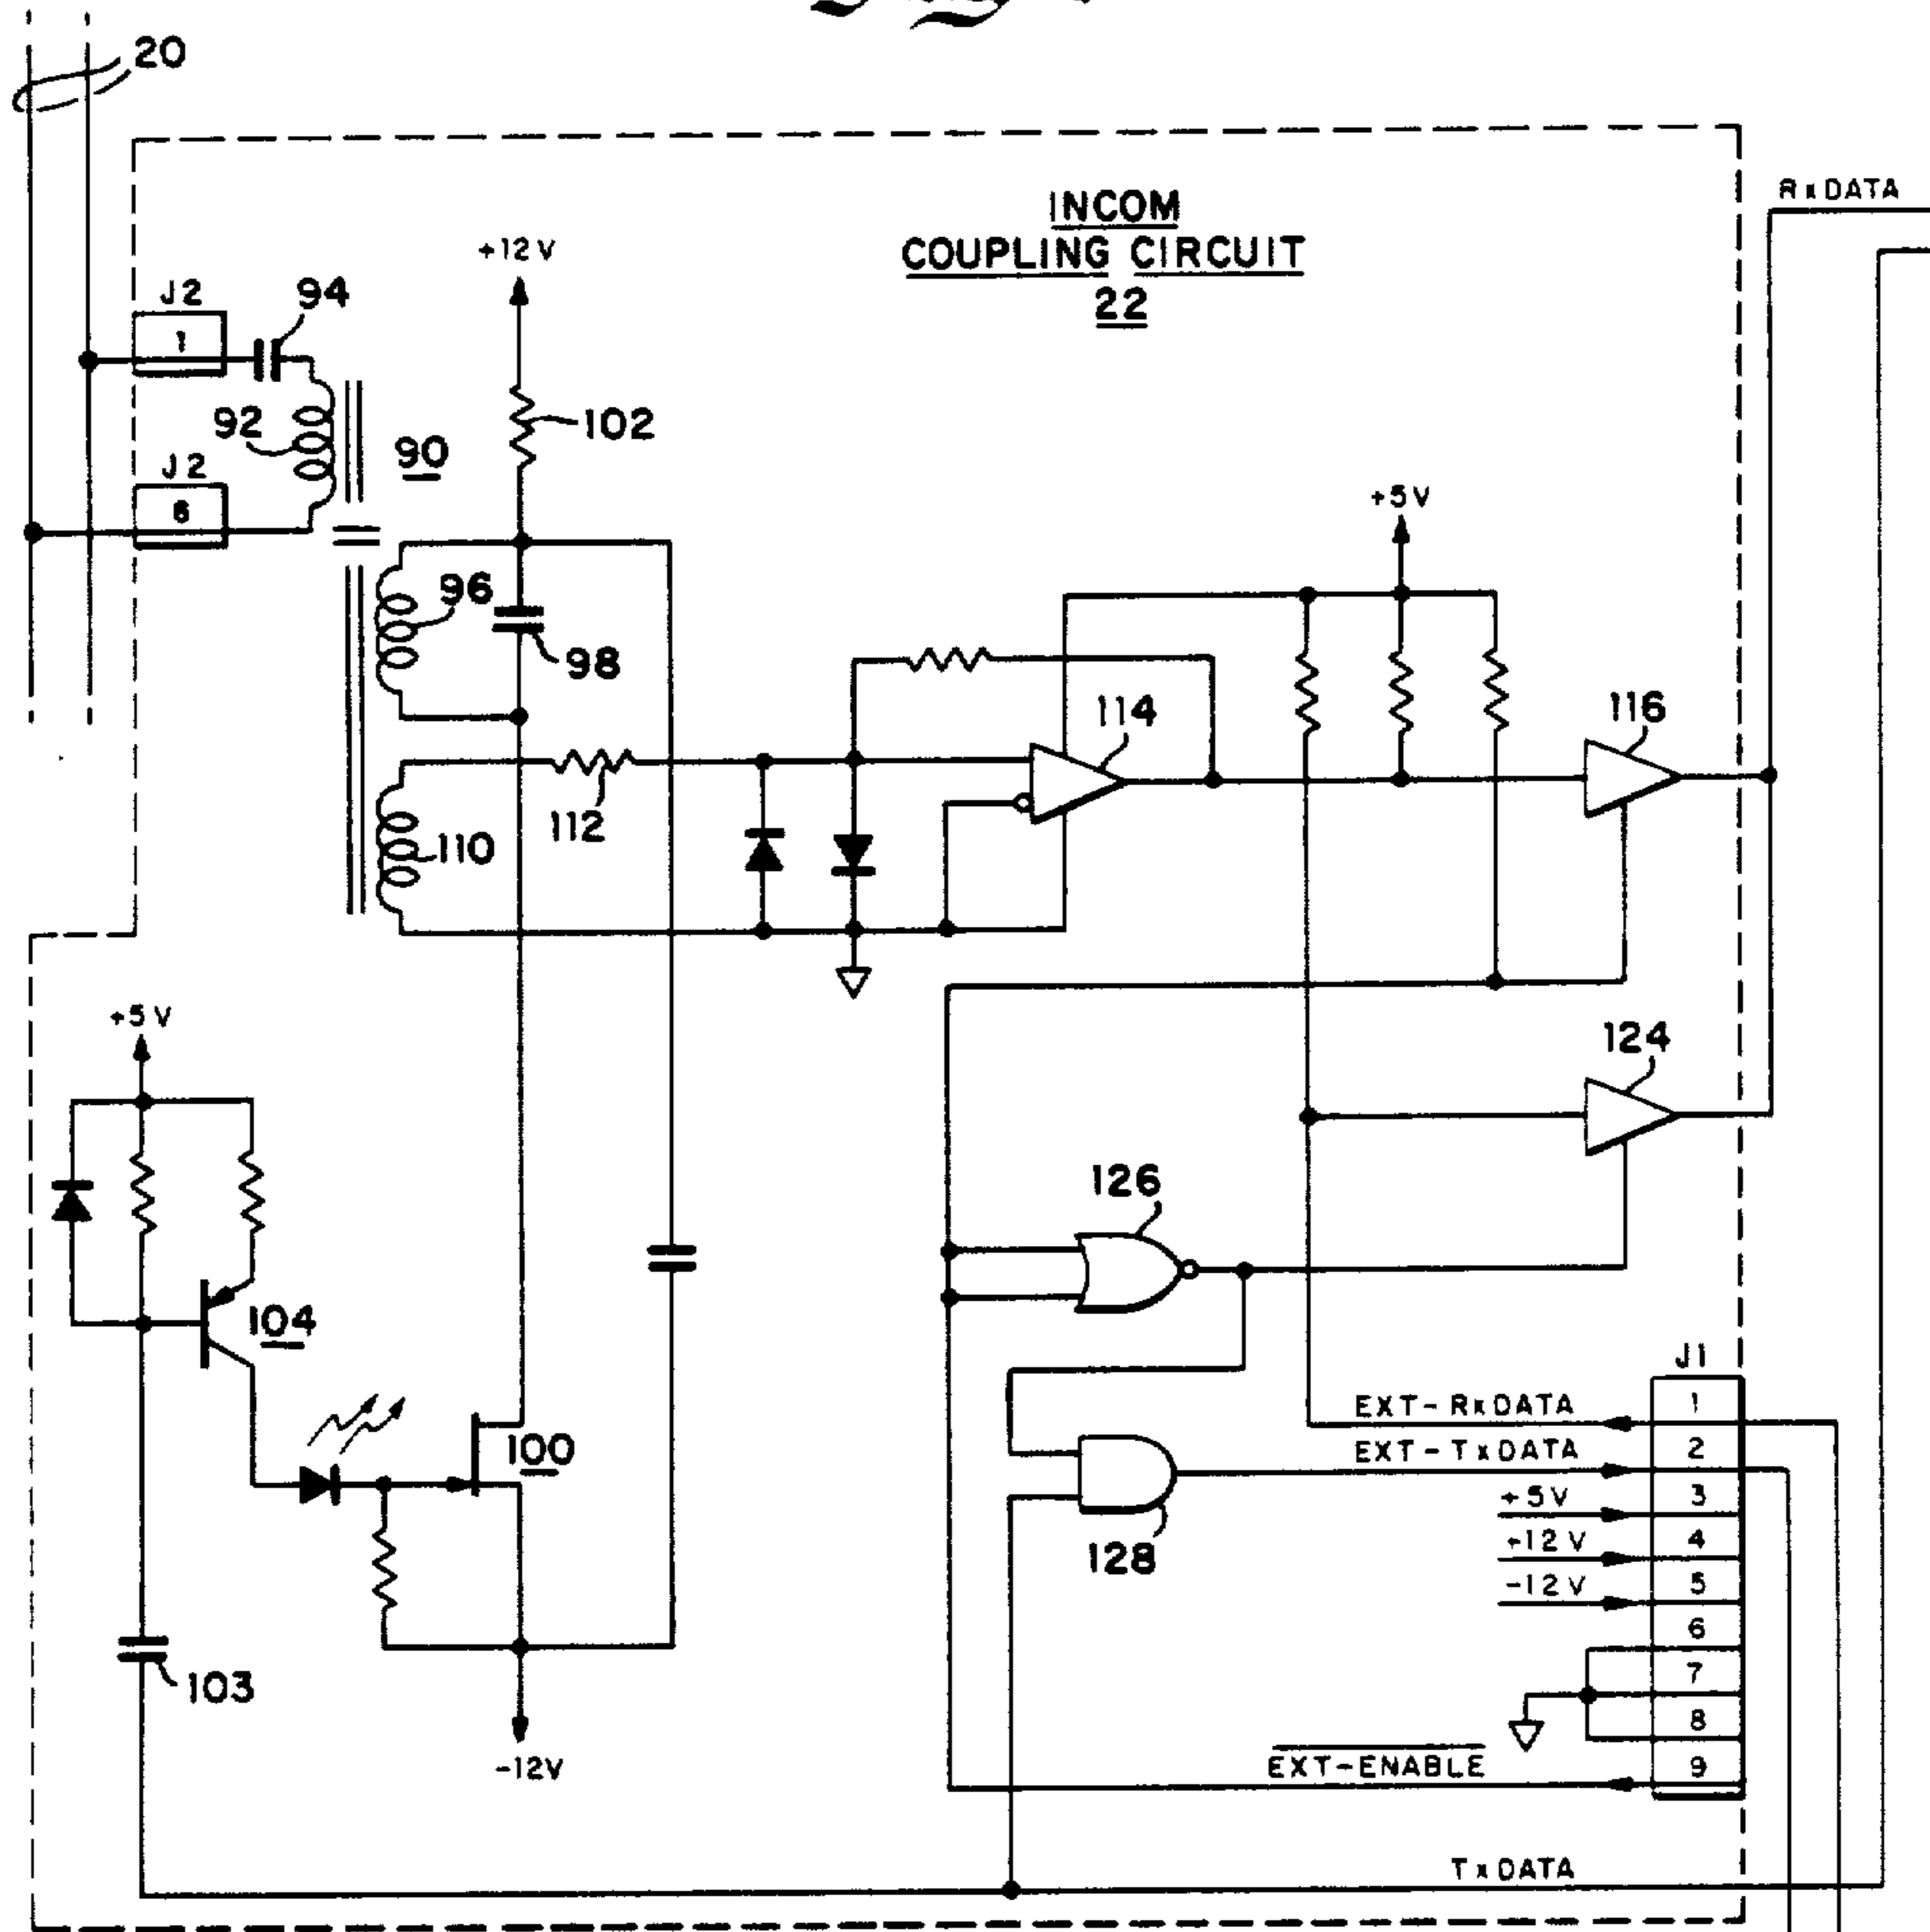 20
INCOM
COUPLING CIRCUIT
22
RxDATA
+12V
J2
1
94
92
90
102
J2
6
+5V
96
98
114
116
112
110
+5V
124
126
104
J1
100
EXT-RxDATA
1
EXT-TxDATA
2
+5V
3
+12V
4
128
-12V
5
6
103
7
8
-12V
EXT-ENABLE
9
TxDATA